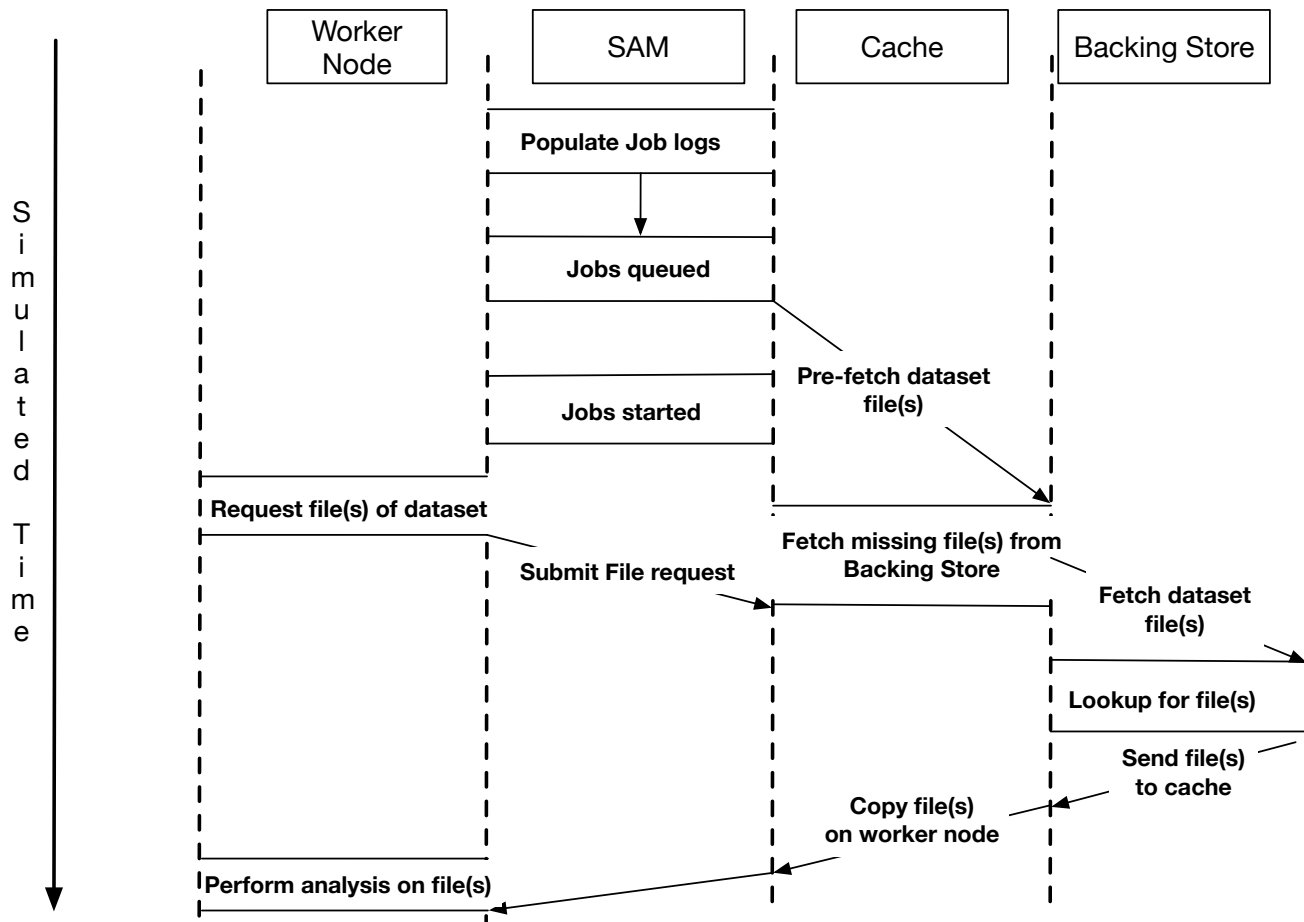 Worker
Node
SAM
Cache
Backing Store
Populate Job logs
Jobs queued
Pre-fetch dataset
file(s)
Jobs started
Request file(s) of dataset
Submit File request
Fetch missing file(s) from
Backing Store
Fetch dataset
file(s)
Lookup for file(s)
Send file(s)
to cache
Copy file(s)
on worker node
Perform analysis on file(s)
Simulated Time